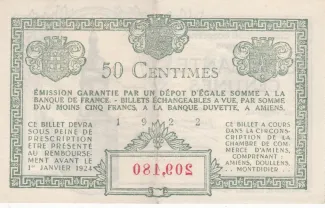 50 CENTIMES
ÉMISSION GARANTIE PAR UN DÉPOT D'ÉGALE SOMME A LA
BANQUE DE FRANCE - BILLETS ÉCHANGEABLES A VUE, PAR SOMME
D'AU MOINS CINQ FRANCS, A LA BANQUE DUVETTE, A AMIENS.
1922
CE BILLET DEVRA
SOUS PEINE DE
PRESCRIPTION
ETRE PRÉSENTÉ
AU REMBOURSE-
MENT AVANT LE
1er JANVIER 1924
209,180
CE BILLET A COURS
DANS LA CIRCONS-
CRIPTION DE LA
CHAMBRE DE COM-
MERCE D'AMIENS,
COMPRENANT:
AMIENS, DOULLENS,
MONTDIDIER